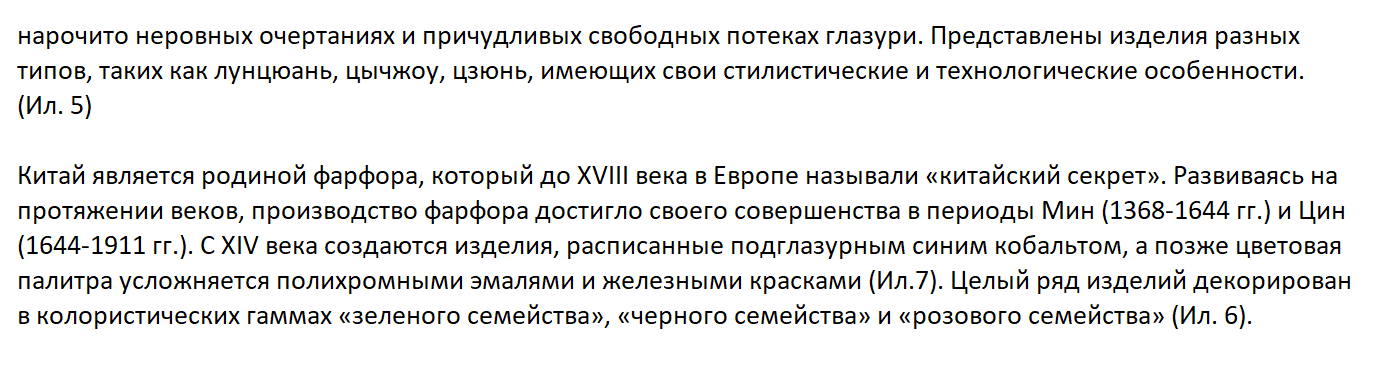 нарочито неровных очертаниях и причудливых свободных потеках глазури. Представлены изделия разных
типов, таких как лунцюань, цычжоу, цзюнь, имеющих свои стилистические и технологические особенности.
(Ил. 5)
Китай является родиной фарфора, который до XVIII века в Европе называли «китайский секрет». Развиваясь на
протяжении веков, производство фарфора достигло своего совершенства в периоды Мин (1368-1644 гг.) и Цин
(1644-1911 гг.). С XIV века создаются изделия, расписанные подглазурным синим кобальтом, а позже цветовая
палитра усложняется полихромными эмалями и железными красками (Ил.7). Целый ряд изделий декорирован
в колористических гаммах «зеленого семейства», «черного семейства» и «розового семейства» (Ил. 6).